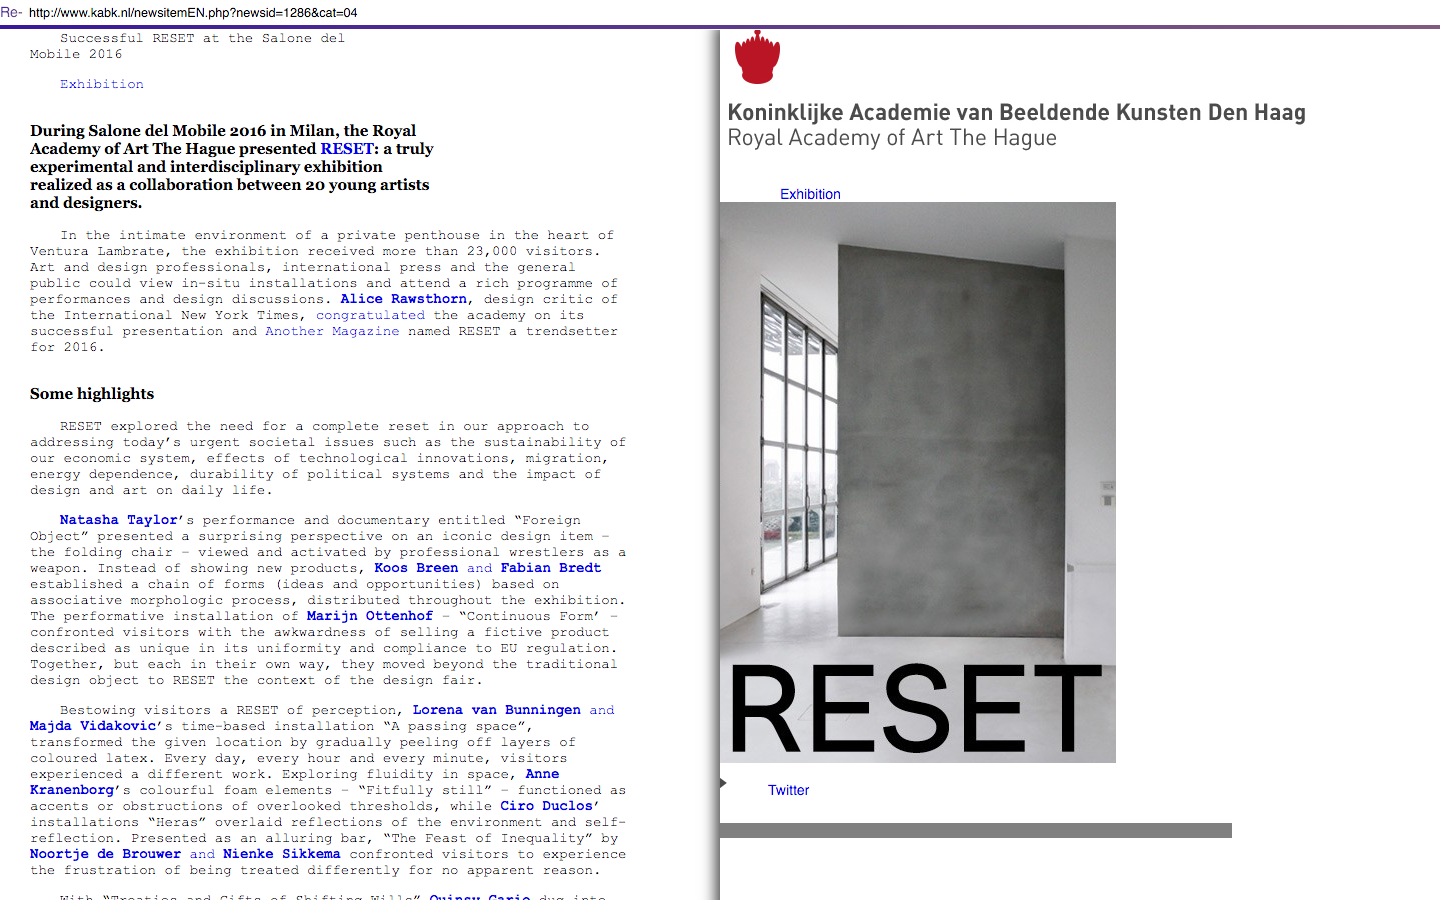 Re- http://www.kabk.nl/newsitemEN.php?newsid=1286&cat=04
Successful RESET at the Salone del
Mobile 2016
Exhibition
During Salone del Mobile 2016 in Milan, the Royal
Academy of Art The Hague presented RESET: a truly
experimental and interdisciplinary exhibition
realized as a collaboration between 20 young artists
and designers.
In the intimate environment of a private penthouse in the heart of
Ventura Lambrate, the exhibition received more than 23,000 visitors.
Art and design professionals, international press and the general
public could view in-situ installations and attend a rich programme of
performances and design discussions. Alice Rawsthorn, design critic of
the International New York Times, congratulated the academy on its
successful presentation and Another Magazine named RESET a trendsetter
for 2016.
Some highlights
RESET explored the need for a complete reset in our approach to
addressing today's urgent societal issues such as the sustainability of
our economic system, effects of technological innovations, migration,
energy dependence, durability of political systems and the impact of
design and art on daily life.
Natasha Taylor's performance and documentary entitled “Foreign
Object” presented a surprising perspective on an iconic design item –
the folding chair – viewed and activated by professional wrestlers as a
weapon. Instead of showing new products, Koos Breen and Fabian Bredt
established a chain of forms (ideas and opportunities) based on
associative morphologic process, distributed throughout the exhibition.
The performative installation of Marijn Ottenhof – “Continuous Form’ –
confronted visitors with the awkwardness of selling a fictive product
described as unique in its uniformity and compliance to EU regulation.
Together, but each in their own way, they moved beyond the traditional
design object to RESET the context of the design fair.
Bestowing visitors a RESET of perception, Lorena van Bunningen and
Majda Vidakovic's time-based installation “A passing space”,
transformed the given location by gradually peeling off layers of
coloured latex. Every day, every hour and every minute, visitors
experienced a different work. Exploring fluidity in space, Anne
Kranenborg's colourful foam elements – “Fitfully still” – functioned as
accents or obstructions of overlooked thresholds, while Ciro Duclos’
installations “Heras” overlaid reflections of the environment and self-
reflection. Presented as an alluring bar, “The Feast of Inequality” by
Noortje de Brouwer and Nienke Sikkema confronted visitors to experience
the frustration of being treated differently for no apparent reason.
With “Treaties and Gifts of Shifting Wills” Quinsy Gario dug into
Koninklijke Academie van Beeldende Kunsten Den Haag
Royal Academy of Art The Hague
Exhibition
RESET
Twitter